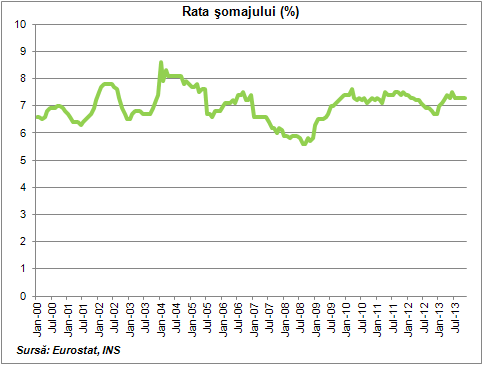 Rata şomajului (%)
10
9
8
7
6
5
4
3
2
1
0
Jan-00
Jul-00
Jan-01
Jul-01
Jan-02
Jul-02
Jan-03
Jul-03
Jan-04
Jul-04
Jan-05
Jul-05
Jan-06
Jul-06
Jan-07
Jul-07
Jan-08
Jul-08
Jan-09
Jul-09
Jan-10
Jul-10
Jan-11
Jul-11
Jan-12
Jul-12
Jan-13
Jul-13
Sursă: Eurostat, INS